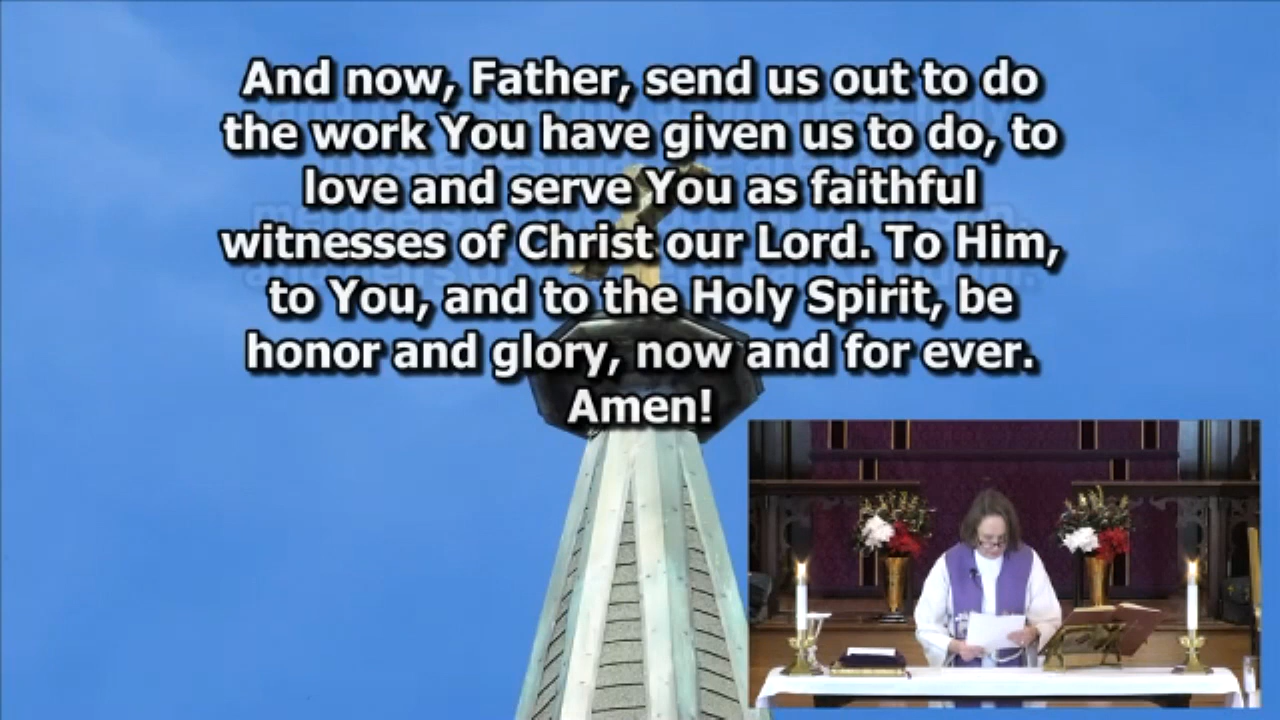 And now, Father, send us out to do
the work You have given us to do, to
love and serve You as faithful
witnesses of Christ our Lord. To Him,
to You, and to the Holy Spirit, be
honor and glory, now and for ever.
Amen!